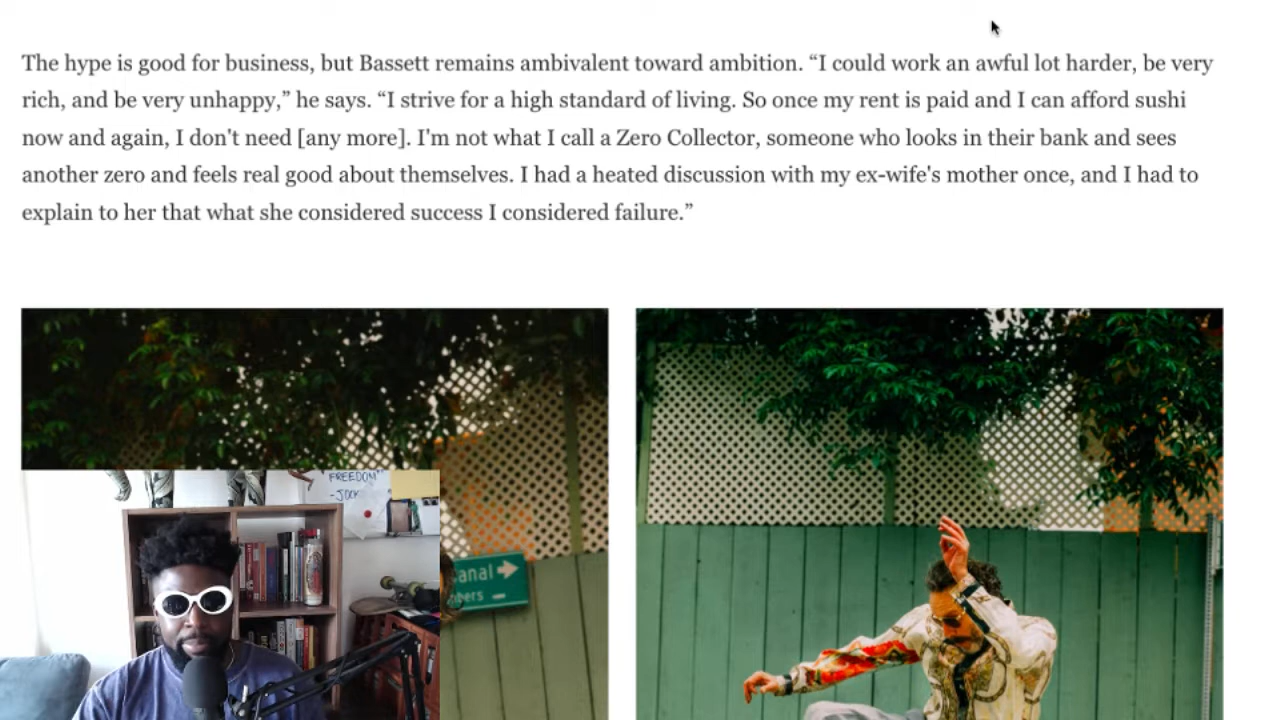 The hype is good for business, but Bassett remains ambivalent toward ambition. “I could work an awful lot harder, be very
rich, and be very unhappy,” he says. “I strive for a high standard of living. So once my rent is paid and I can afford sushi
now and again, I don't need [any more]. I'm not what I call a Zero Collector, someone who looks in their bank and sees
another zero and feels real good about themselves. I had a heated discussion with my ex-wife's mother once, and I had to
explain to her that what she considered success I considered failure.”
FREEDOM"
-JOCK
anal